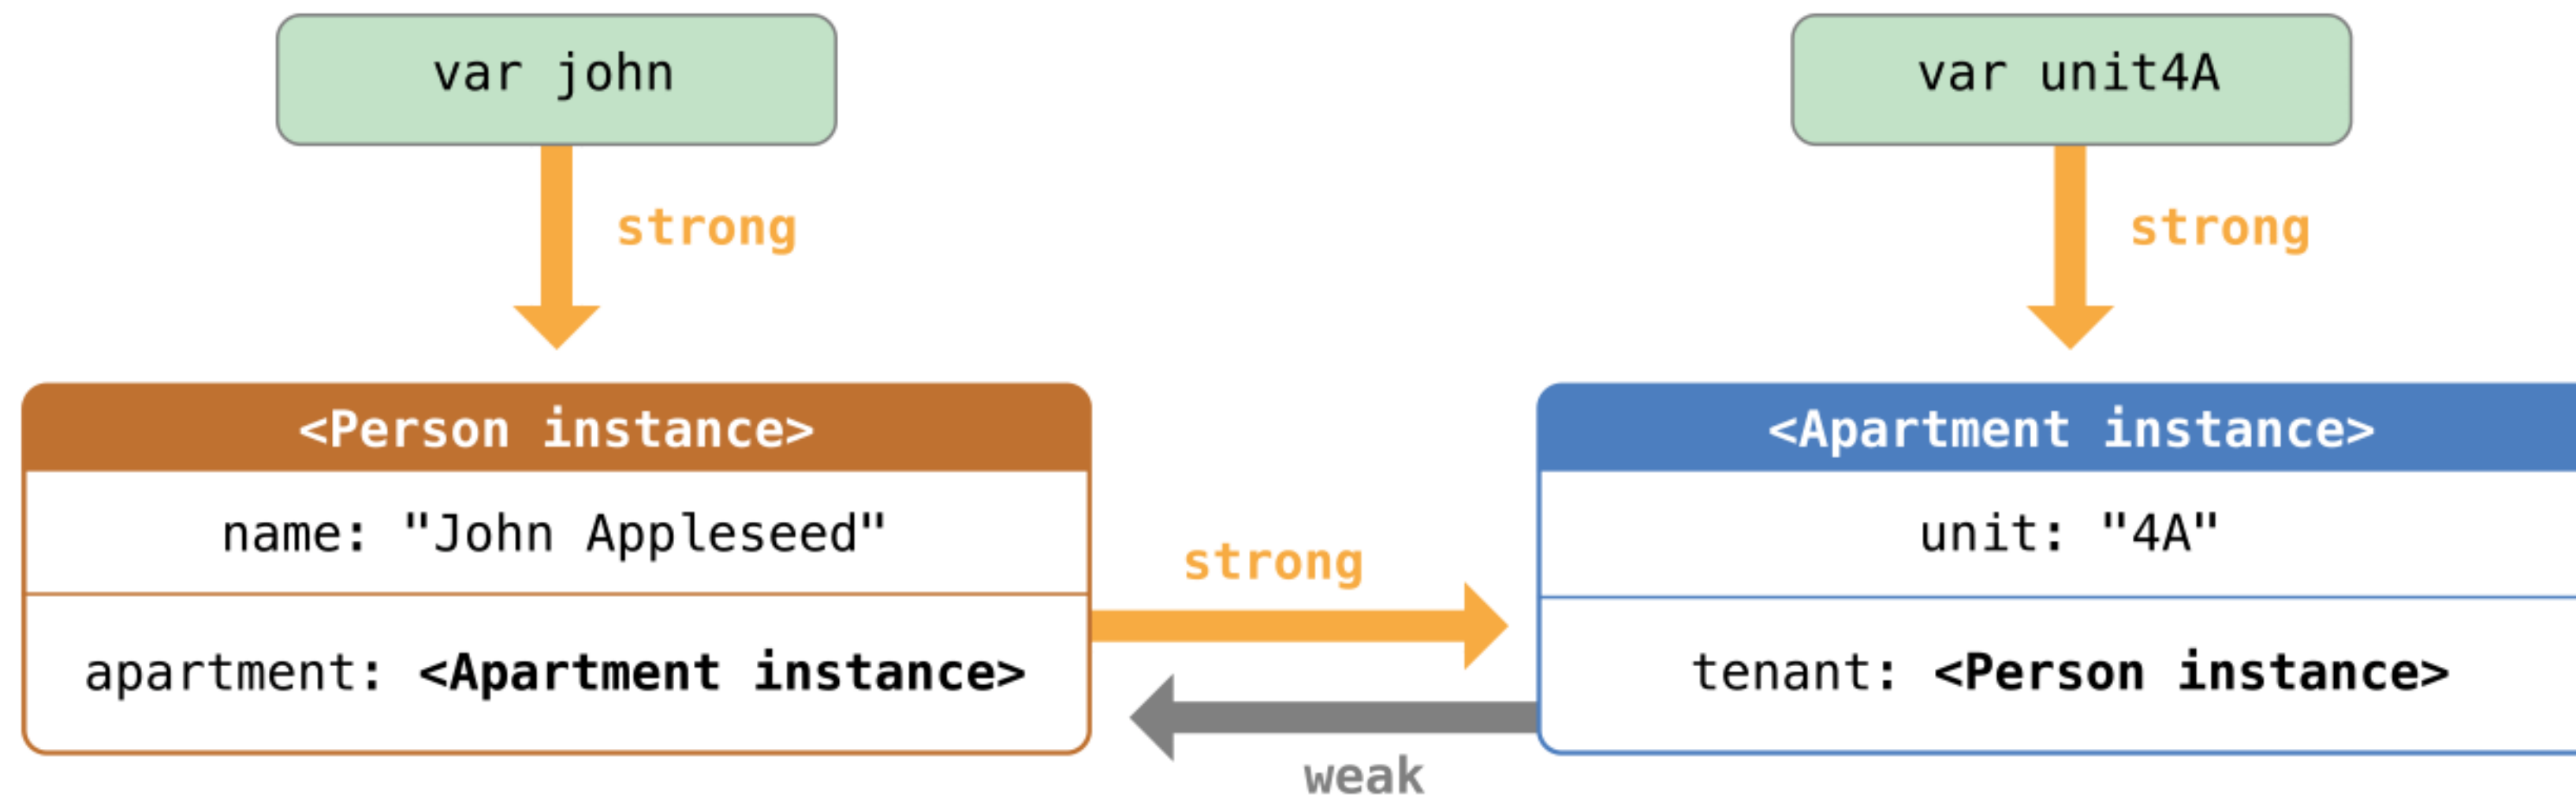 var john
var unit4A
strong
strong
<Person instance>
<Apartment instance>
name: "John Appleseed"
unit: "4A"
strong
apartment: <Apartment instance>
tenant: <Person instance>
weak